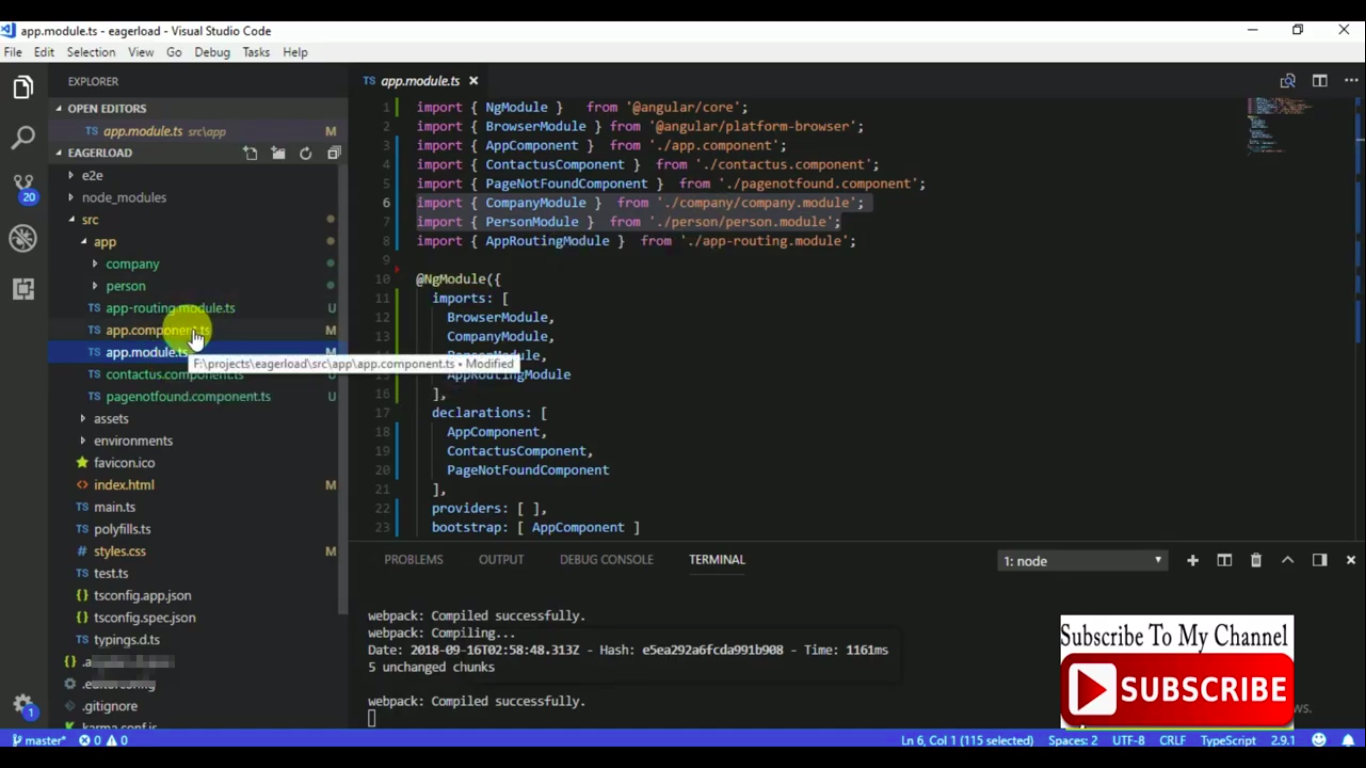 app.module.ts - eagerload - Visual Studio Code
File Edit Selection View Go Debug Tasks Help
EXPLORER
OPEN EDITORS
TS app.module.ts src\app M
EAGERLOAD
e2e
node_modules
src
app
company
person
TS app-routing.module.ts U
TS app.component.ts M
TS app.module.ts M
F:\projects\eagerload\src\app\app.component.ts • Modified
TS contactus.component.ts U
TS pagenotfound.component.ts U
assets
environments
favicon.ico
<> index.html M
TS main.ts
TS polyfills.ts
# styles.css M
TS test.ts
{} tsconfig.app.json
{} tsconfig.spec.json
TS typings.d.ts
.editorconfig
.gitignore
karma.conf.js
20
1
TS app.module.ts
1 import { NgModule } from '@angular/core';
2 import { BrowserModule } from '@angular/platform-browser';
3 import { AppComponent } from './app.component';
4 import { ContactusComponent } from './contactus.component';
5 import { PageNotFoundComponent } from './pagenotfound.component';
6 import { CompanyModule } from './company/company.module';
7 import { PersonModule } from './person/person.module';
8 import { AppRoutingModule } from './app-routing.module';
9
10 @NgModule({
11 imports: [
12 BrowserModule,
13 CompanyModule,
PersonModule,
AppRoutingModule
16 ],
17 declarations: [
18 AppComponent,
19 ContactusComponent,
20 PageNotFoundComponent
21 ],
22 providers: [ ],
23 bootstrap: [ AppComponent ]
PROBLEMS OUTPUT DEBUG CONSOLE TERMINAL
1: node
webpack: Compiled successfully.
webpack: Compiling...
Date: 2018-09-16T02:58:48.313Z - Hash: e5ea292a6fcda991b908 - Time: 1161ms
5 unchanged chunks
webpack: Compiled successfully.
Subscribe To My Channel
SUBSCRIBE
master* 0 0
Ln 6, Col 1 (115 selected) Spaces: 2 UTF-8 CRLF TypeScript 2.9.1